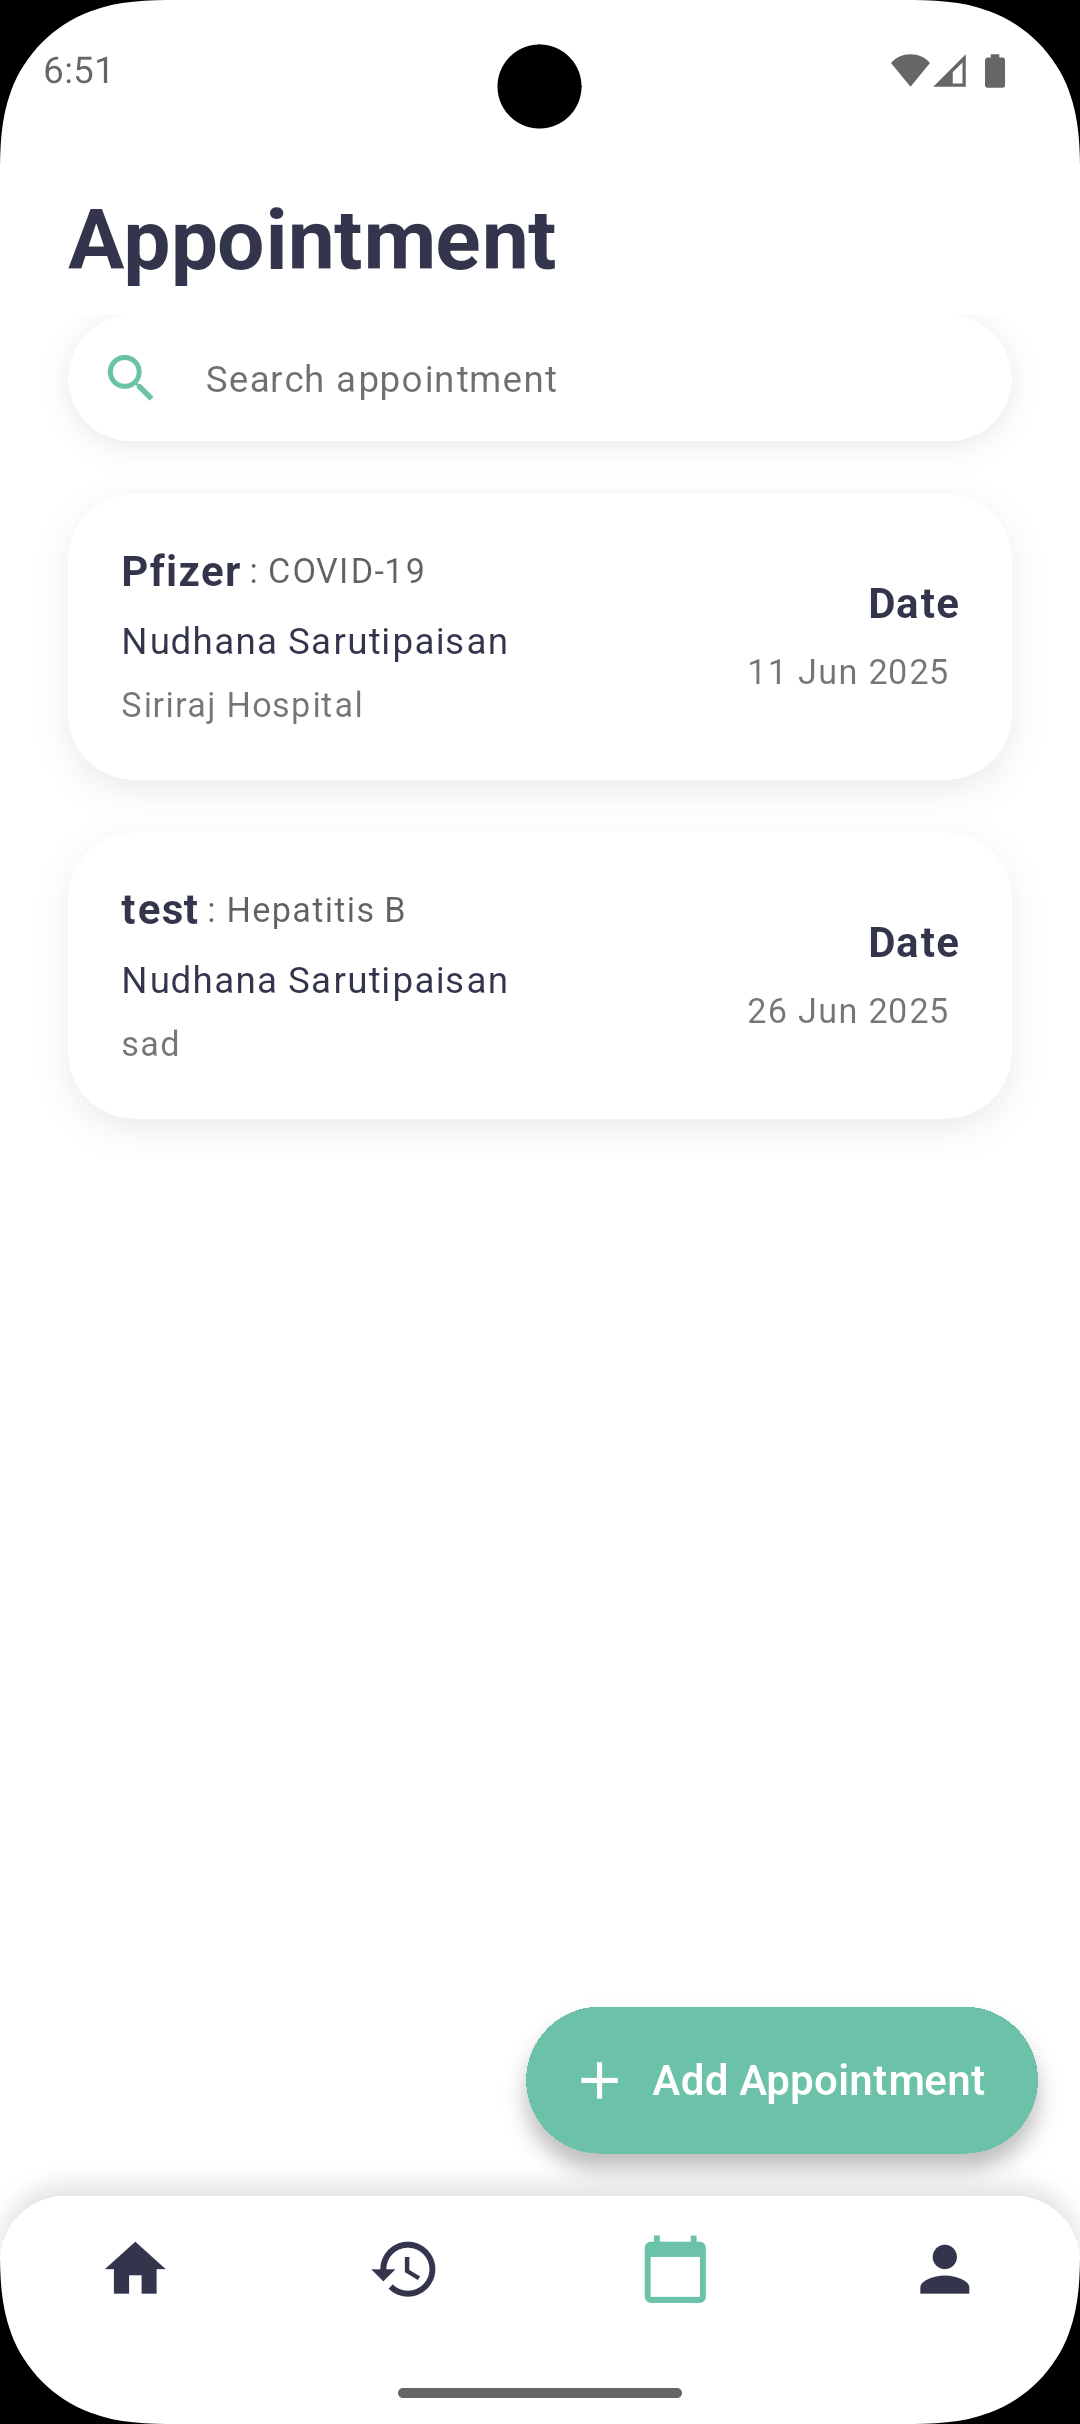 6:51
Appointment
Search appointment
Pfizer : COVID-19
Nudhana Sarutipaisan
Siriraj Hospital
Date
11 Jun 2025
test : Hepatitis B
Nudhana Sarutipaisan
sad
Date
26 Jun 2025
Add Appointment